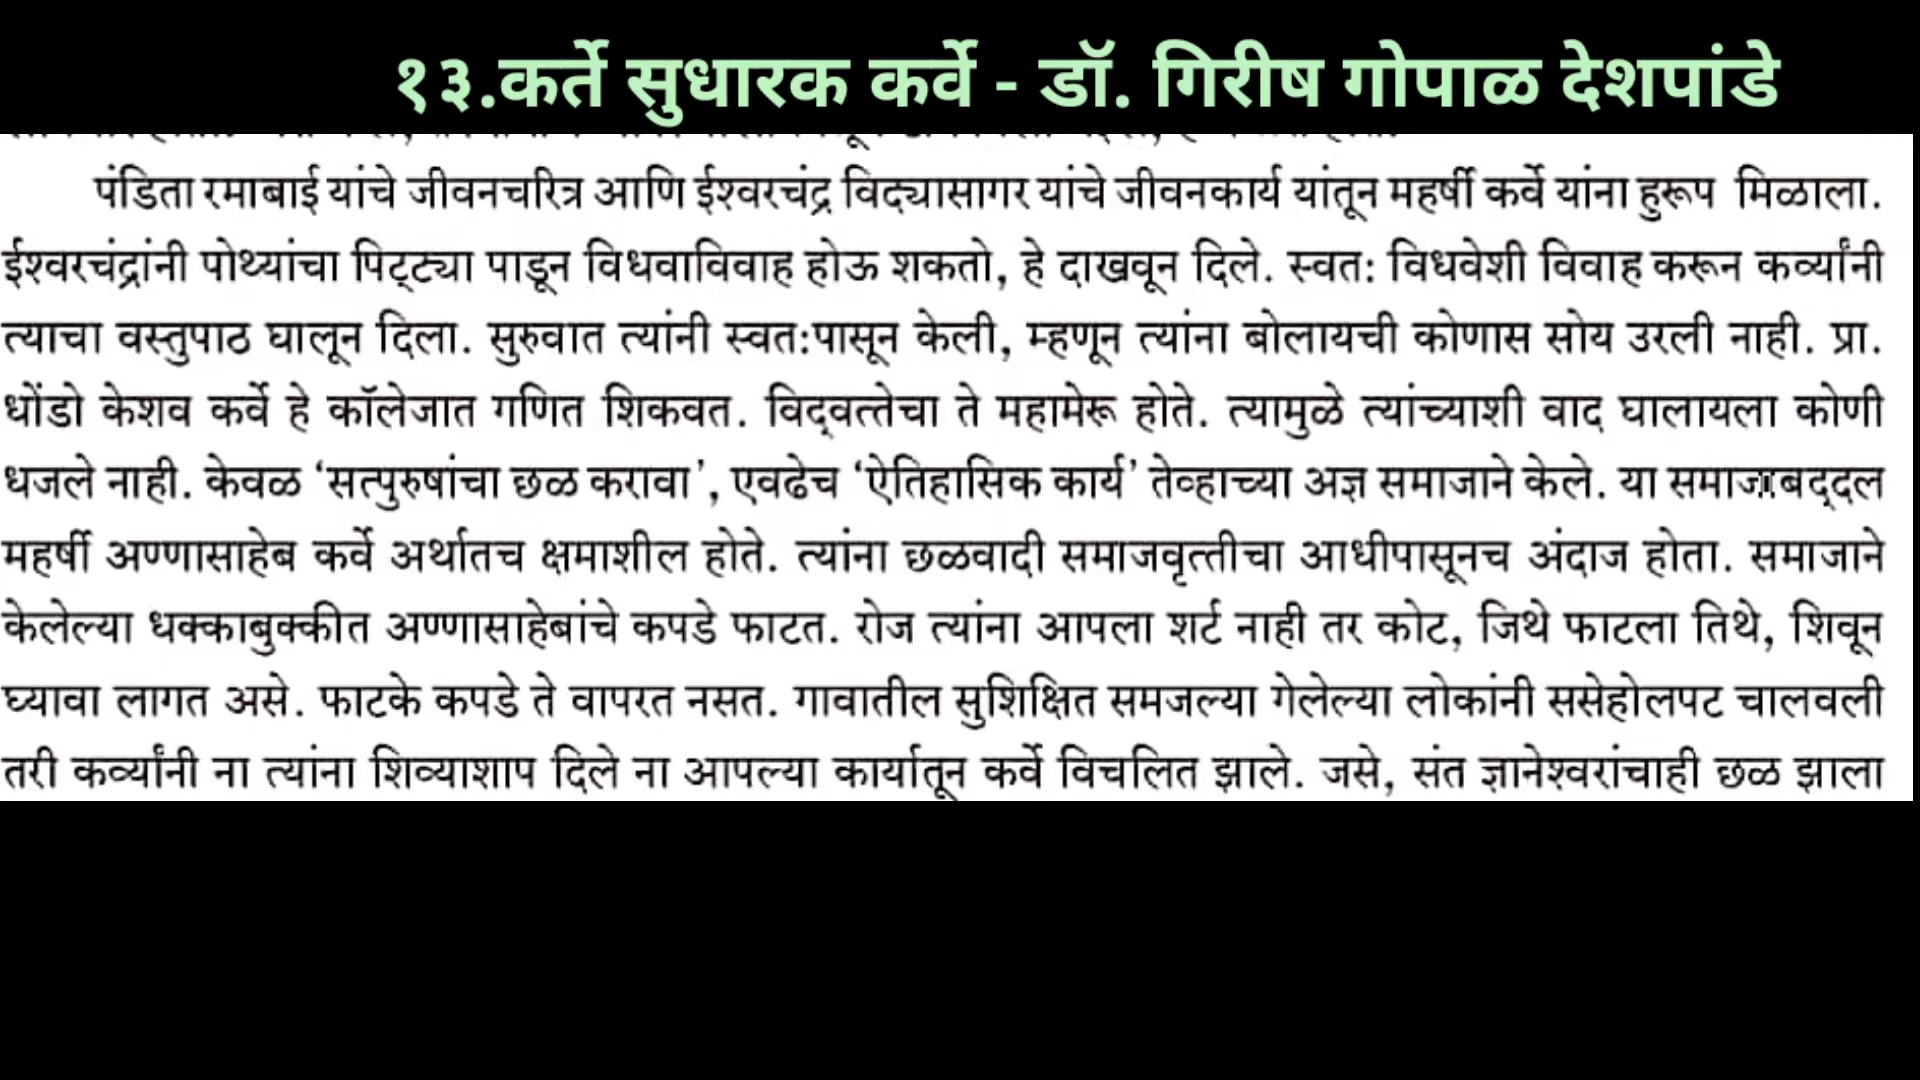 १३.कर्ते सुधारक कर्वे - डॉ. गिरीष गोपाळ देशपांडे
पंडिता रमाबाई यांचे जीवनचरित्र आणि ईश्वरचंद्र विद्यासागर यांचे जीवनकार्य यांतून महर्षी कर्वे यांना हुरूप मिळाला.
ईश्वरचंद्रांनी पोथ्यांचा पिट्ट्या पाडून विधवाविवाह होऊ शकतो, हे दाखवून दिले. स्वत: विधवेशी विवाह करून कर्व्यांनी
त्याचा वस्तुपाठ घालून दिला. सुरुवात त्यांनी स्वत:पासून केली, म्हणून त्यांना बोलायची कोणास सोय उरली नाही. प्रा.
धोंडो केशव कर्वे हे कॉलेजात गणित शिकवत. विद्‌वत्तेचा ते महामेरू होते. त्यामुळे त्यांच्याशी वाद घालायला कोणी
धजले नाही. केवळ ‘सत्पुरुषांचा छळ करावा’, एवढेच ‘ऐतिहासिक कार्य’ तेव्हाच्या अज्ञ समाजाने केले. या समाजाबद्‌दल
महर्षी अण्णासाहेब कर्वे अर्थातच क्षमाशील होते. त्यांना छळवादी समाजवृत्तीचा आधीपासूनच अंदाज होता. समाजाने
केलेल्या धक्काबुक्कीत अण्णासाहेबांचे कपडे फाटत. रोज त्यांना आपला शर्ट नाही तर कोट, जिथे फाटला तिथे, शिवून
घ्यावा लागत असे. फाटके कपडे ते वापरत नसत. गावातील सुशिक्षित समजल्या गेलेल्या लोकांनी ससेहोलपट चालवली
तरी कर्व्यांनी ना त्यांना शिव्याशाप दिले ना आपल्या कार्यातून कर्वे विचलित झाले. जसे, संत ज्ञानेश्वरांचाही छळ झाला